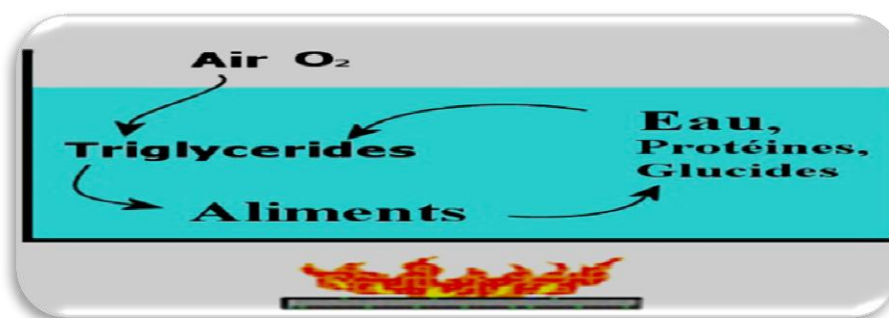 Air O₂
Triglycerides
Eau,
Protéines,
Glucides
Aliments